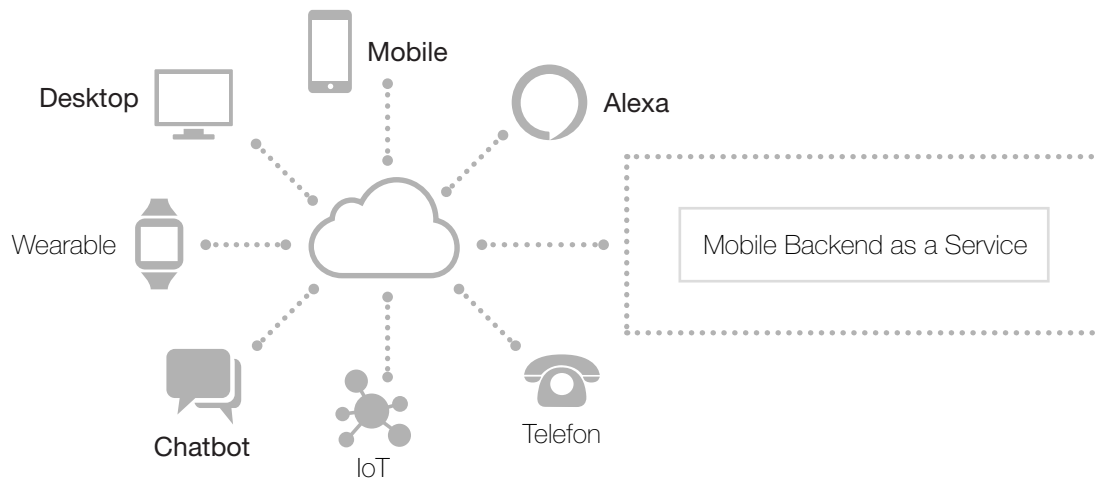 Mobile
Desktop
Alexa
Wearable
Mobile Backend as a Service
Chatbot
IoT
Telefon